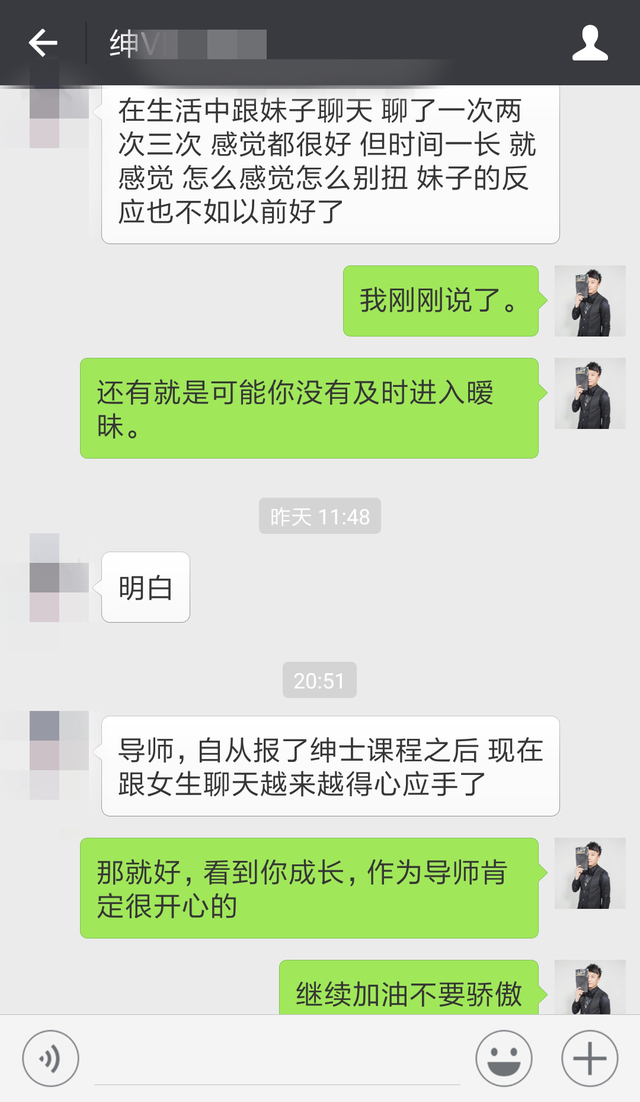 绅V
在生活中跟妹子聊天 聊了一次两
次三次 感觉都很好 但时间一长 就
感觉 怎么感觉怎么别扭 妹子的反
应也不如以前好了
我刚刚说了。
还有就是可能你没有及时进入暧
昧。
昨天 11:48
明白
20:51
导师，自从报了绅士课程之后 现在
跟女生聊天越来越得心应手了
那就好，看到你成长，作为导师肯
定很开心的
继续加油不要骄傲